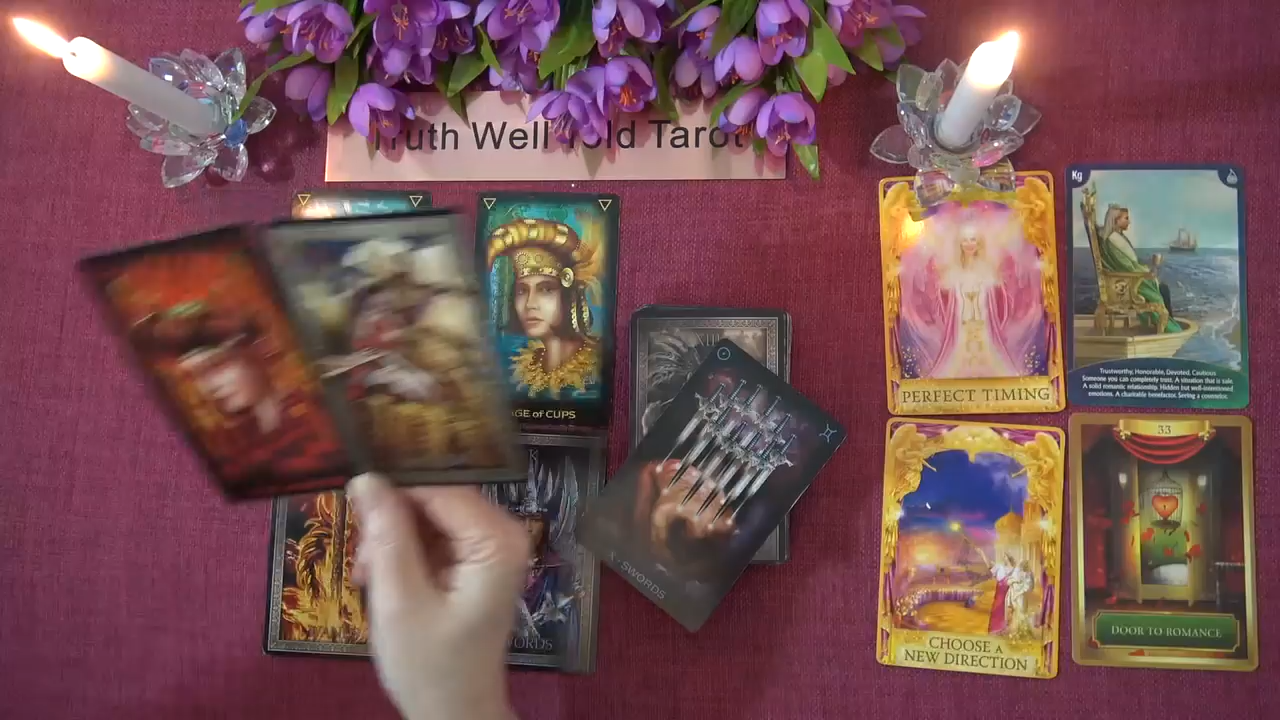 Truth Well Told Tarot
AGE of CUPS
XIII
SWORDS
PERFECT TIMING
Kg
Trustworthy, Honorable, Devoted, Cautious
Someone you can completely trust. A situation that is safe.
A solid romantic relationship. Hidden but well-intentioned
emotions. A charitable benefactor. Seeing a counselor.
CHOOSE A
NEW DIRECTION
33
DOOR TO ROMANCE